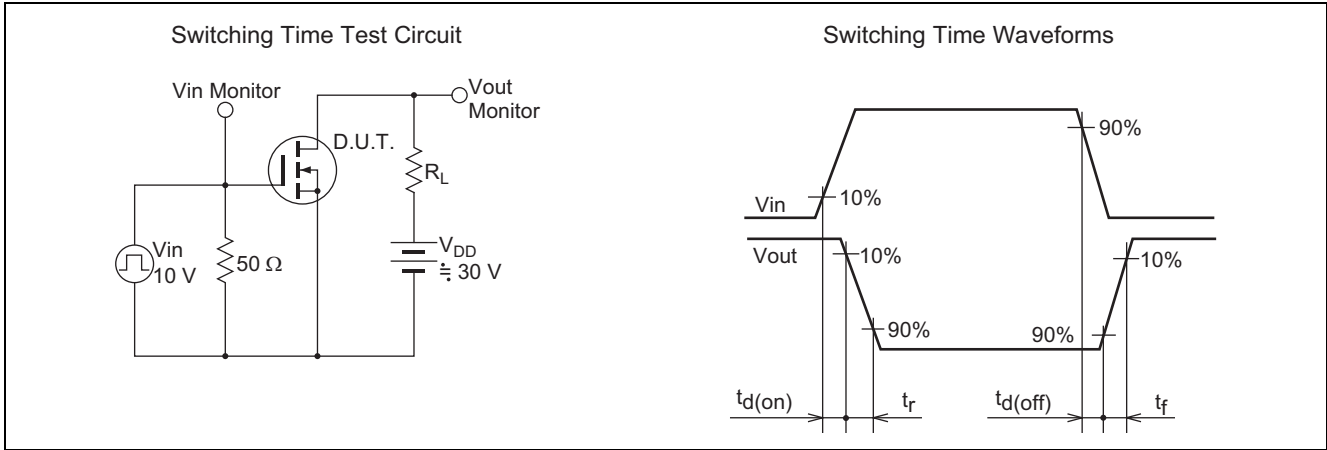 Switching Time Test Circuit
Vin Monitor
Vout
Monitor
D.U.T.
RL
Vin
10 V
50 Ω
VDD
≒ 30 V
Switching Time Waveforms
Vin
10%
90%
Vout
10%
90%
90%
10%
td(on)
tr
td(off)
tf